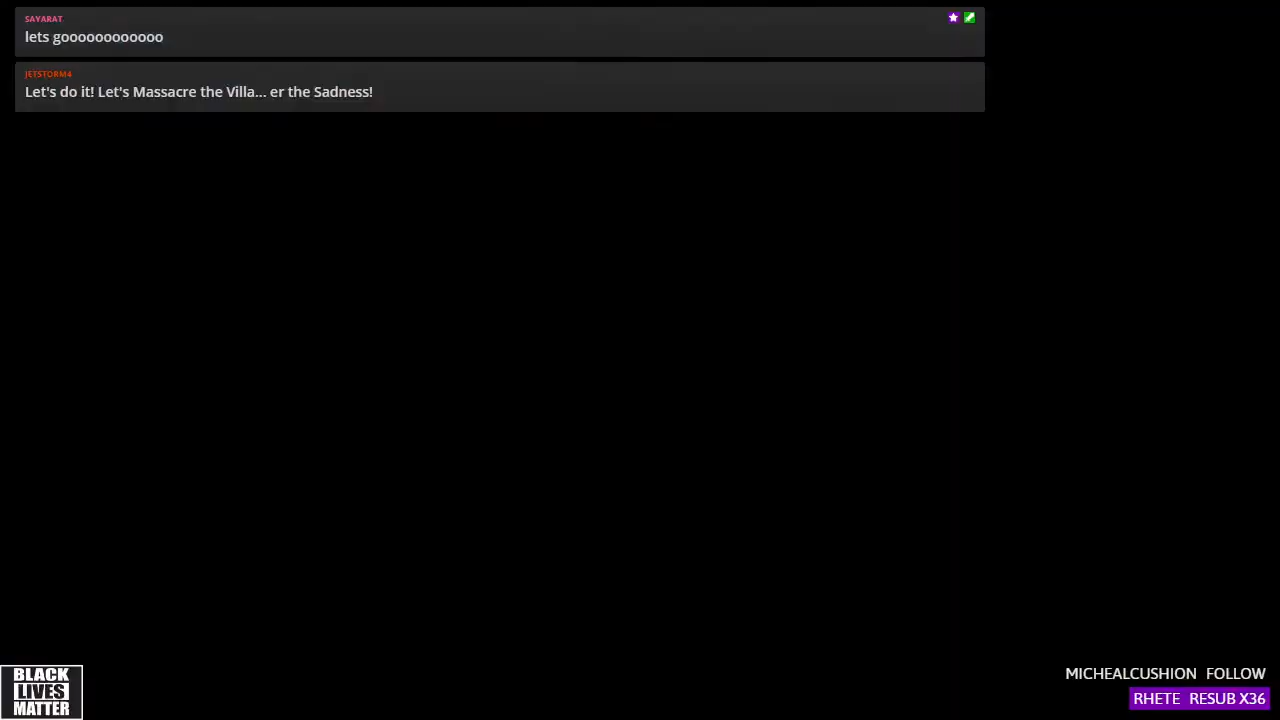 SAYARAT
lets goooooooooooo
JETSTORM4
Let's do it! Let's Massacre the Villa... er the Sadness!
MICHEALCUSHION FOLLOW
BLACK
LIVES
MATTER
RHETE RESUB X36